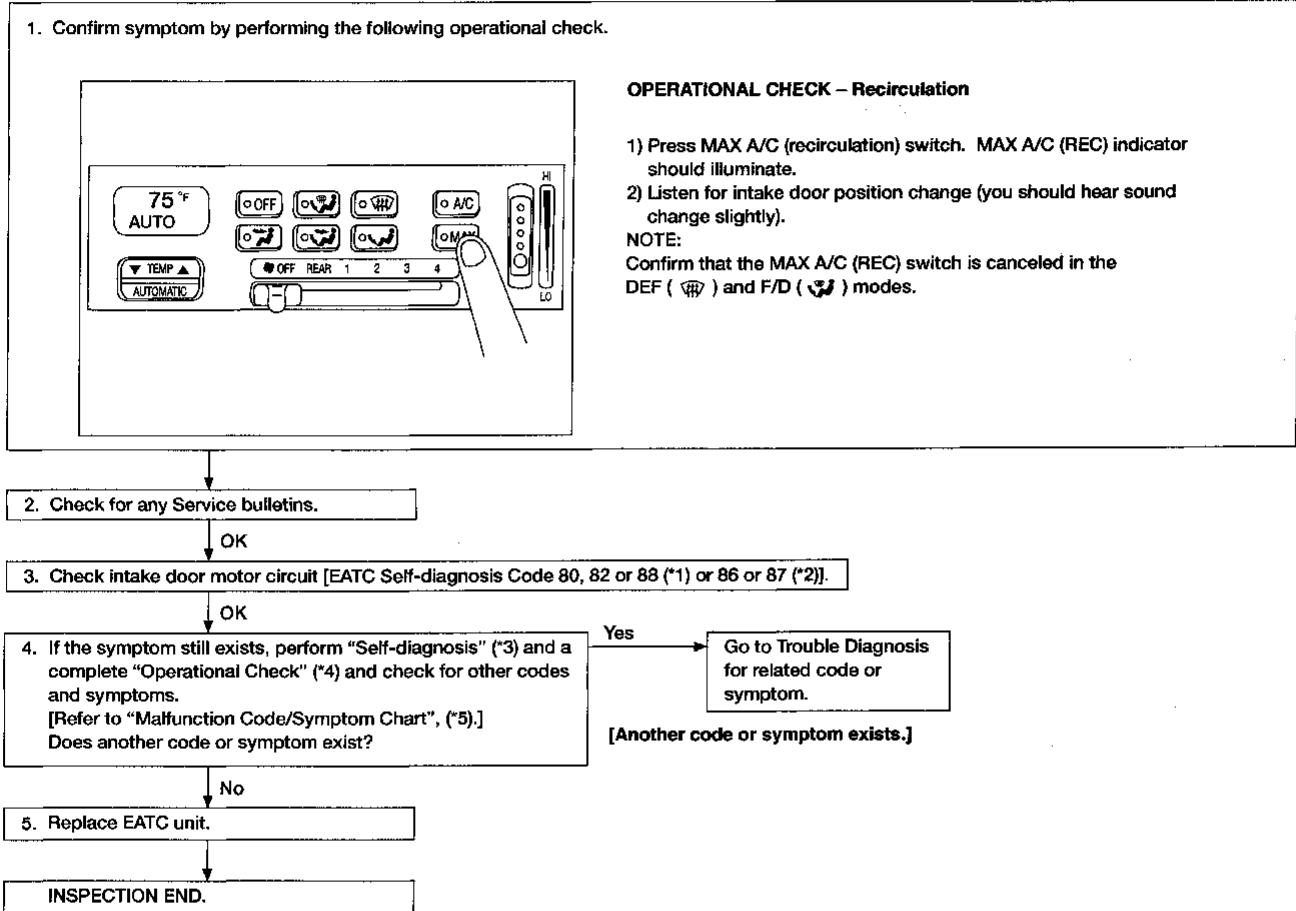 1. Confirm symptom by performing the following operational check.
OPERATIONAL CHECK – Recirculation
1) Press MAX A/C (recirculation) switch. MAX A/C (REC) indicator
should illuminate.
2) Listen for intake door position change (you should hear sound
change slightly).
NOTE:
Confirm that the MAX A/C (REC) switch is canceled in the
DEF ( ) and F/D ( ) modes.
75 °F
AUTO
OFF
A/C
MAX
HI
LO
▼ TEMP ▲
AUTOMATIC
OFF REAR 1 2 3 4
2. Check for any Service bulletins.
OK
3. Check intake door motor circuit [EATC Self-diagnosis Code 80, 82 or 88 (*1) or 86 or 87 (*2)].
OK
4. If the symptom still exists, perform “Self-diagnosis” (*3) and a
complete “Operational Check” (*4) and check for other codes
and symptoms.
[Refer to “Malfunction Code/Symptom Chart”, (*5).]
Does another code or symptom exist?
Yes
Go to Trouble Diagnosis
for related code or
symptom.
[Another code or symptom exists.]
No
5. Replace EATC unit.
INSPECTION END.